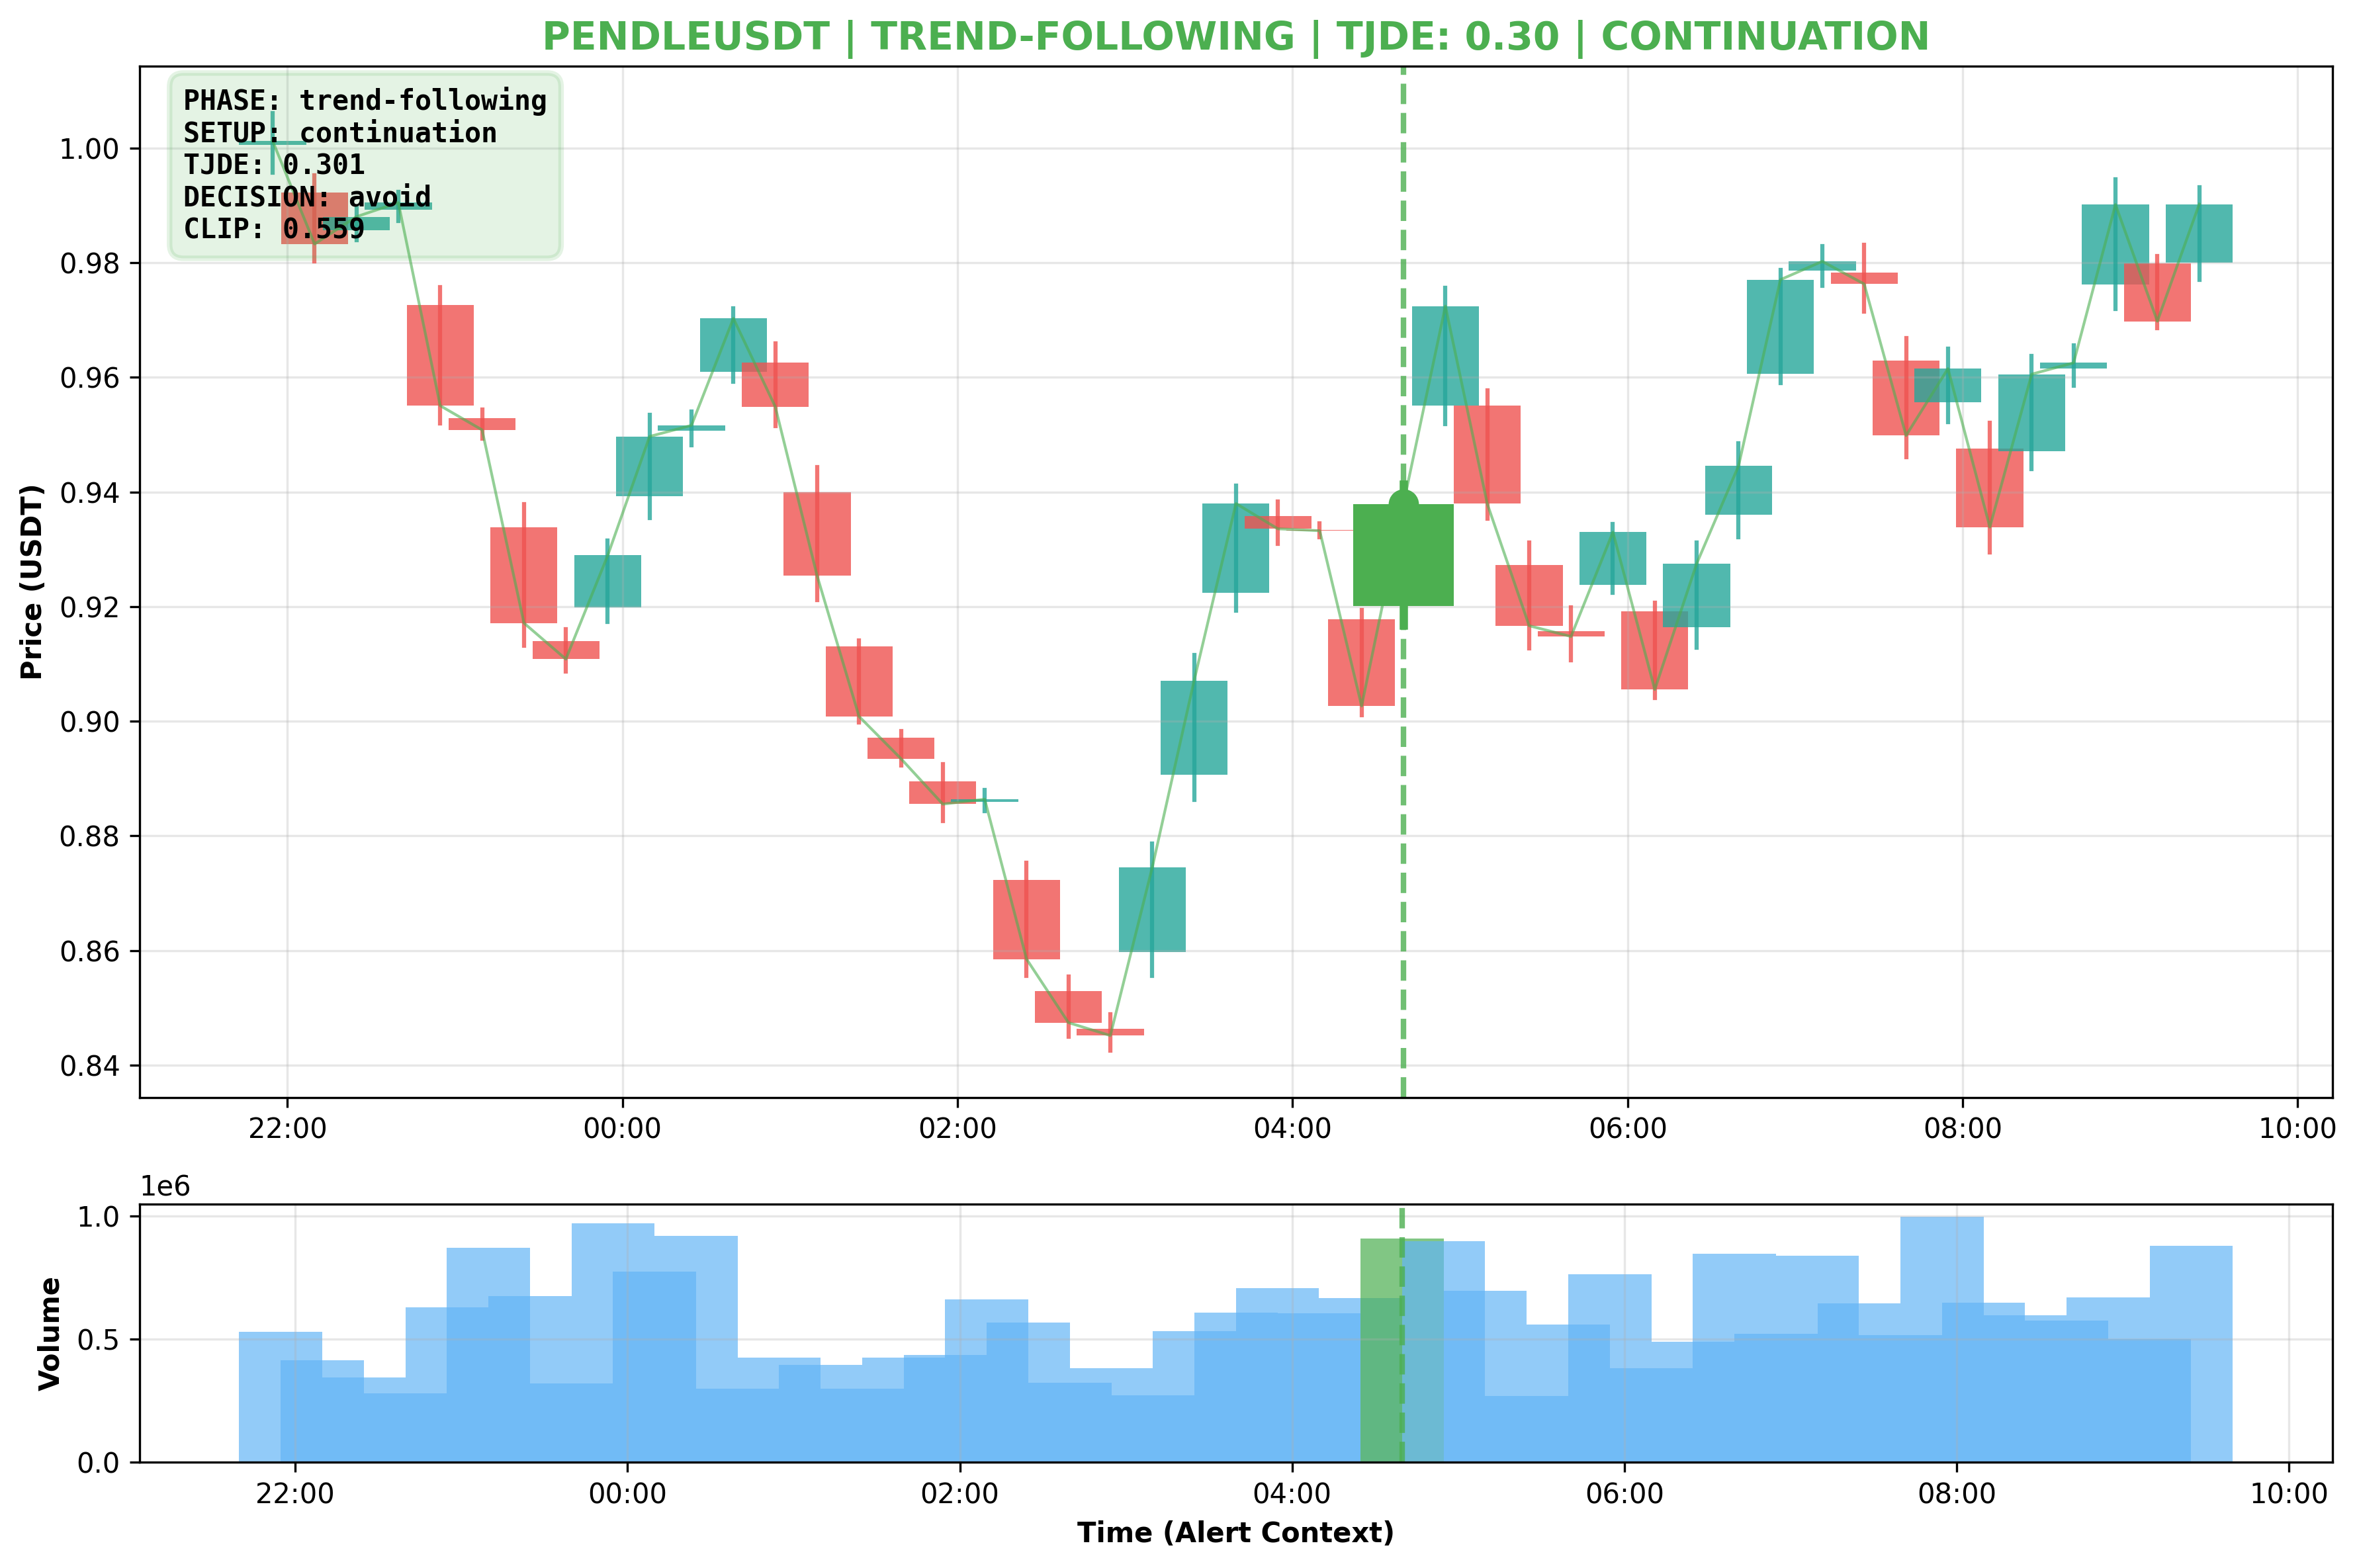 PENDLEUSDT | TREND-FOLLOWING | TJDE: 0.30 | CONTINUATION
PHASE: trend-following
SETUP: continuation
TJDE: 0.301
DECISION: avoid
CLIP: 0.559
Price (USDT)
1.00
0.98
0.96
0.94
0.92
0.90
0.88
0.86
0.84
22:00 00:00 02:00 04:00 06:00 08:00 10:00
1e6
Volume
1.0
0.5
0.0
22:00 00:00 02:00 04:00 06:00 08:00 10:00
Time (Alert Context)